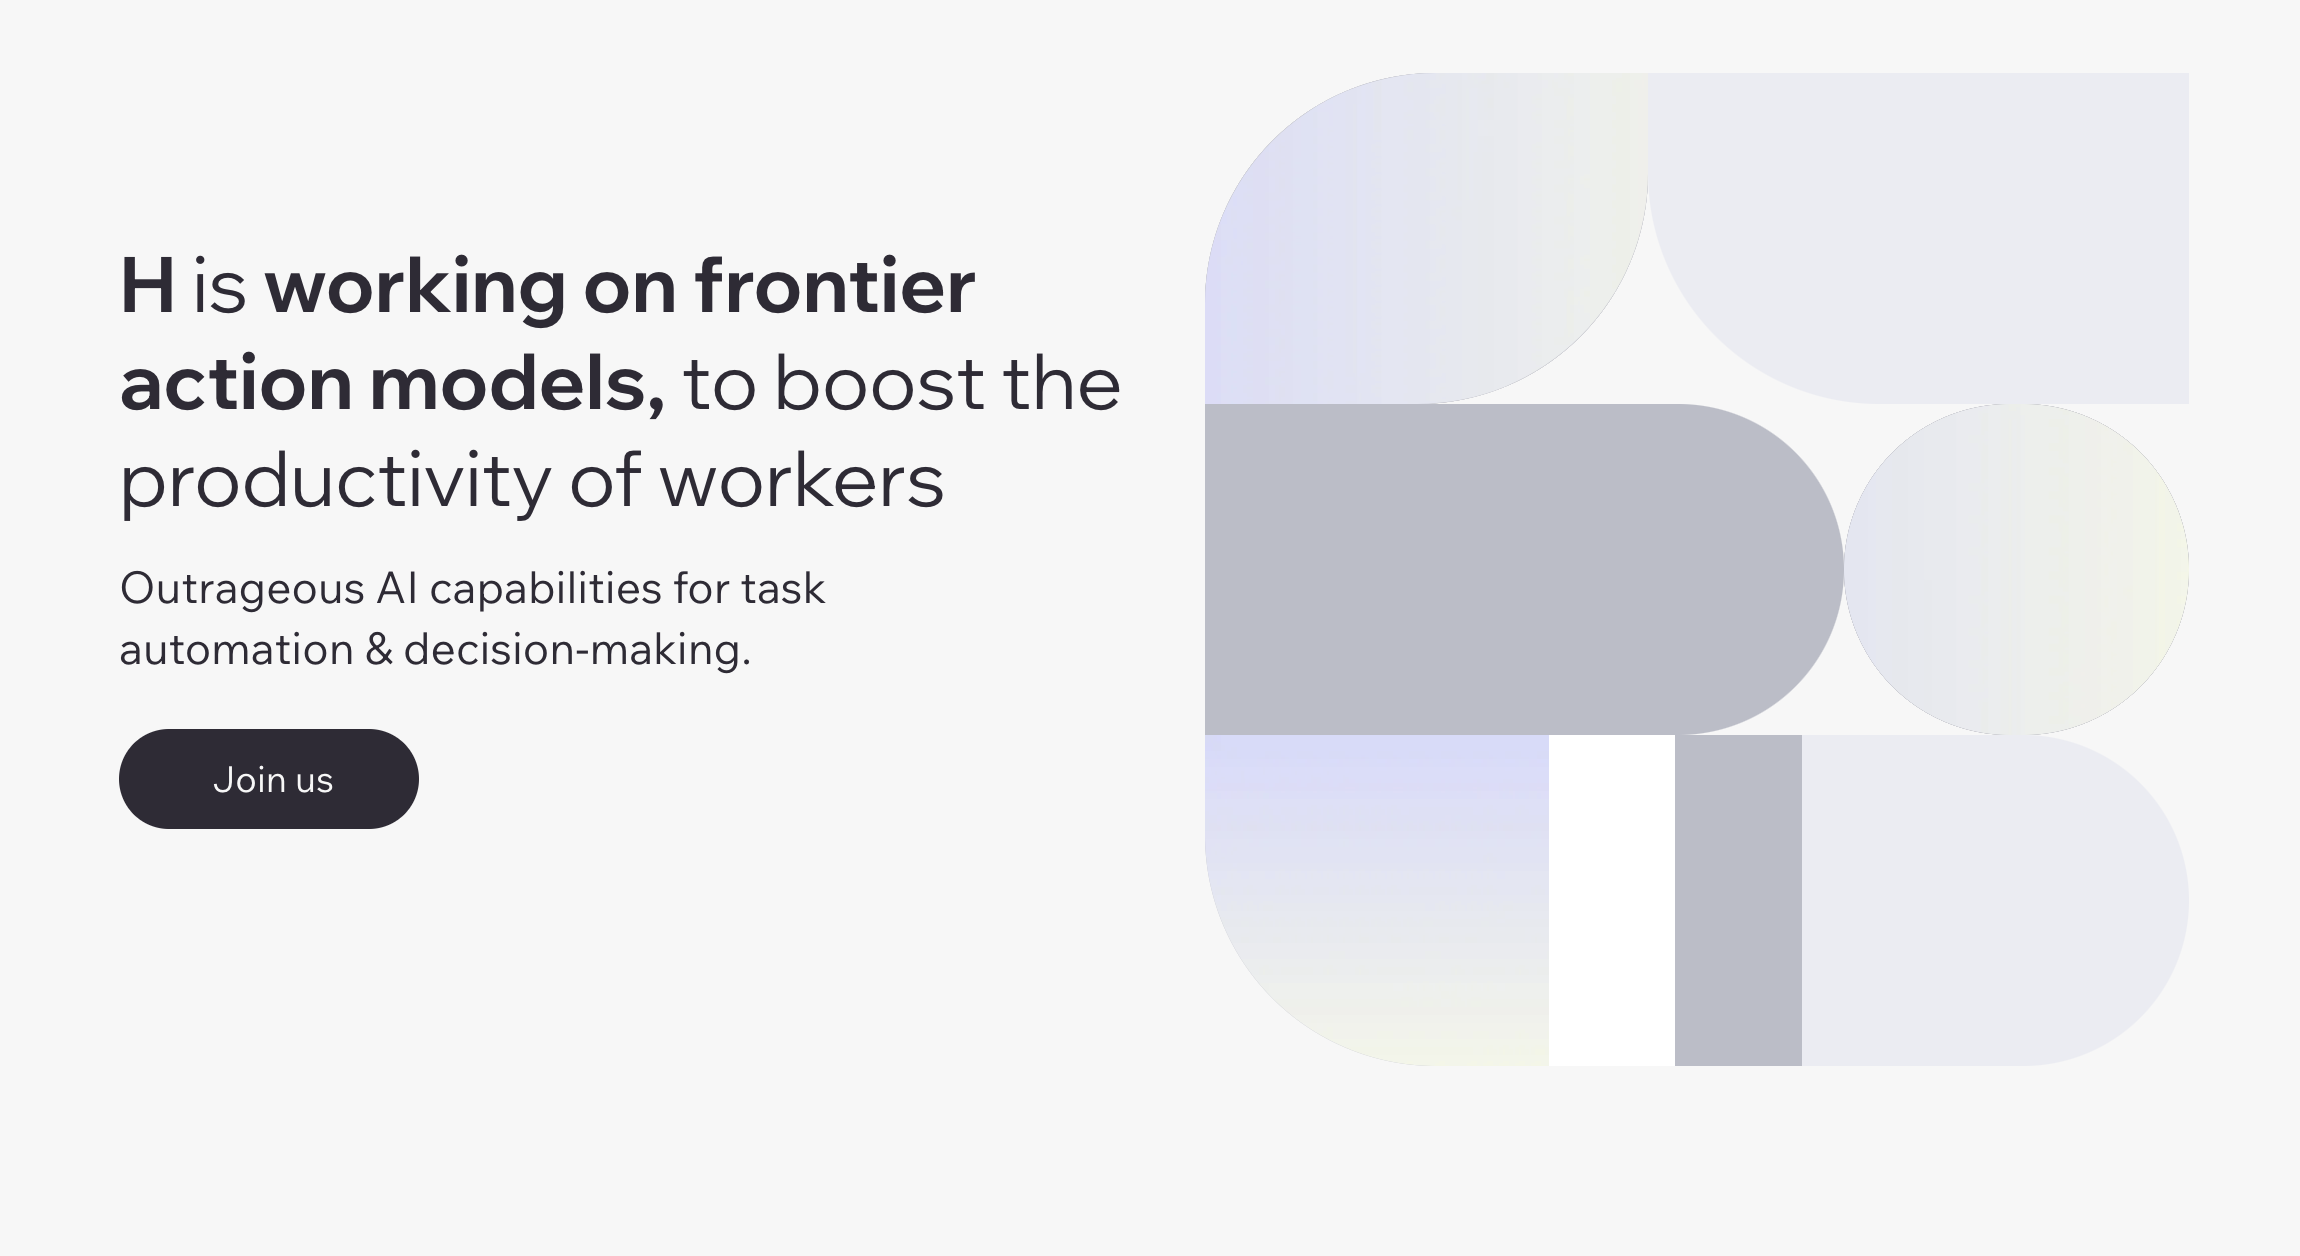 H is working on frontier
action models, to boost the
productivity of workers
Outrageous AI capabilities for task
automation & decision-making.
Join us